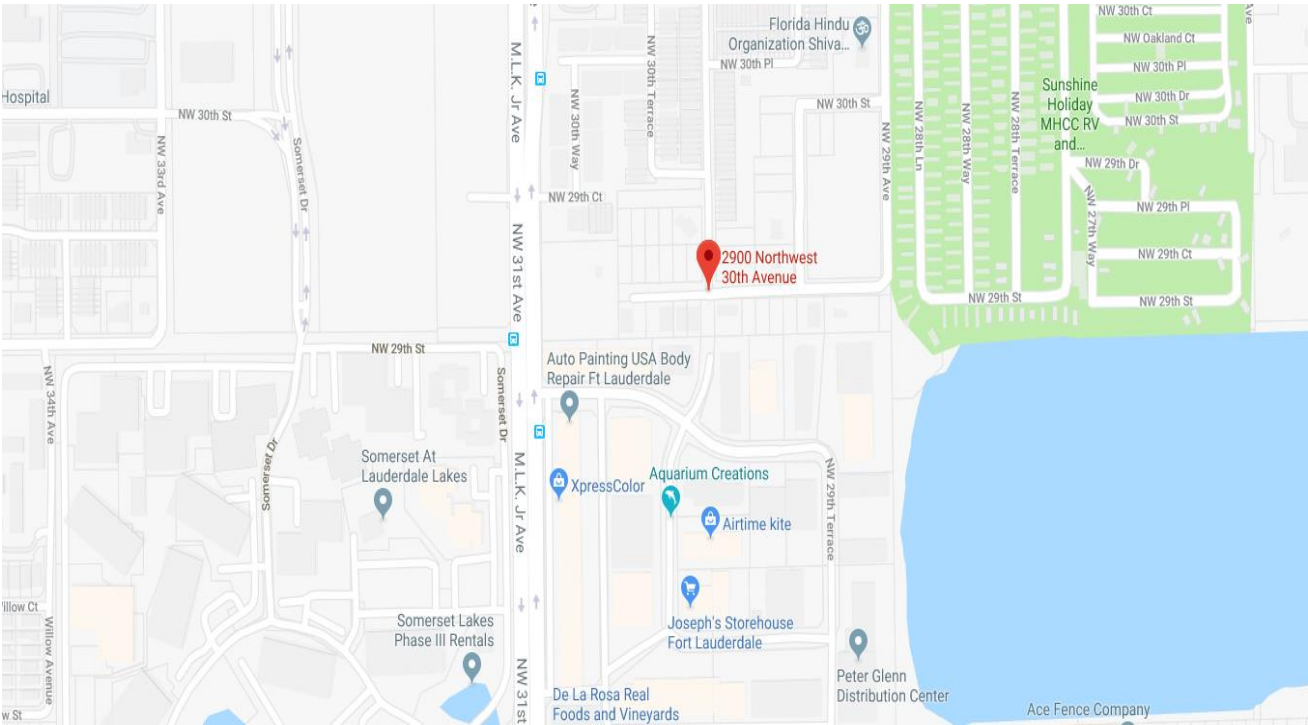 Florida Hindu
Organization Shiva...
NW 30th Ct
Ave
NW Oakland Ct
NW 30th Pl
NW 30th Pl
NW 30th Dr
NW 30th St
Sunshine
Holiday
MHCC RV
and...
Hospital
NW 30th St
M.L.K. Jr Ave
NW 30th Terrace
NW 30th Way
NW 30th St
NW 33rd Ave
Somerset Dr
NW 29th Ave
NW 28th Ln
NW 28th Way
NW 28th Terrace
NW 29th Dr
NW 29th Ct
NW 29th Pl
NW 27th Way
NW 31st Ave
2900 Northwest
30th Avenue
NW 29th Ct
NW 29th St
NW 29th St
NW 29th St
Auto Painting USA Body
Repair Ft Lauderdale
NW 34th Ave
Somerset Dr
Somerset Dr
Somerset At
Lauderdale Lakes
M.L.K. Jr Ave
XpressColor
Aquarium Creations
Airtime kite
NW 29th Terrace
Joseph's Storehouse
Fort Lauderdale
Somerset Lakes
Phase III Rentals
Willow Ct
Willow Avenue
NW 31st
De La Rosa Real
Foods and Vineyards
Peter Glenn
Distribution Center
Ace Fence Company
w St